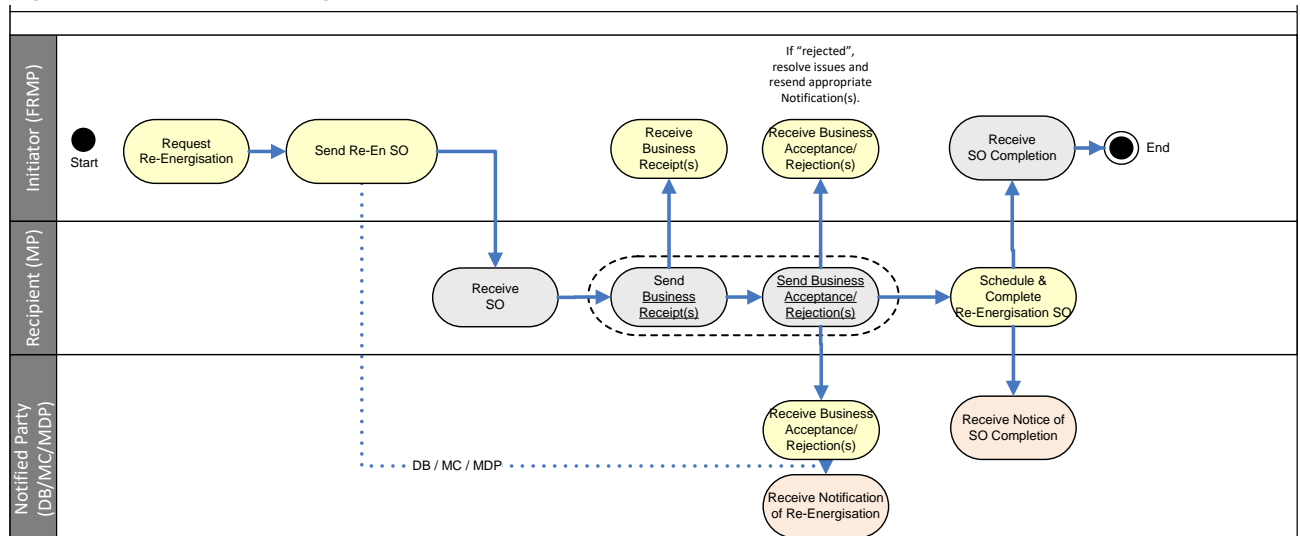 Initiator (FRMP)
If “rejected”,
resolve issues and
resend appropriate
Notification(s).
Start
Request
Re-Energisation
Send Re-En SO
Receive
Business
Receipt(s)
Receive Business
Acceptance/
Rejection(s)
Receive
SO Completion
End
Recipient (MP)
Receive
SO
Send
Business
Receipt(s)
Send Business
Acceptance/
Rejection(s)
Schedule &
Complete
Re-Energisation SO
Notified Party
(DB/MC/MDP)
Receive Business
Acceptance/
Rejection(s)
Receive Notice of
SO Completion
DB / MC / MDP
Receive Notification
of Re-Energisation